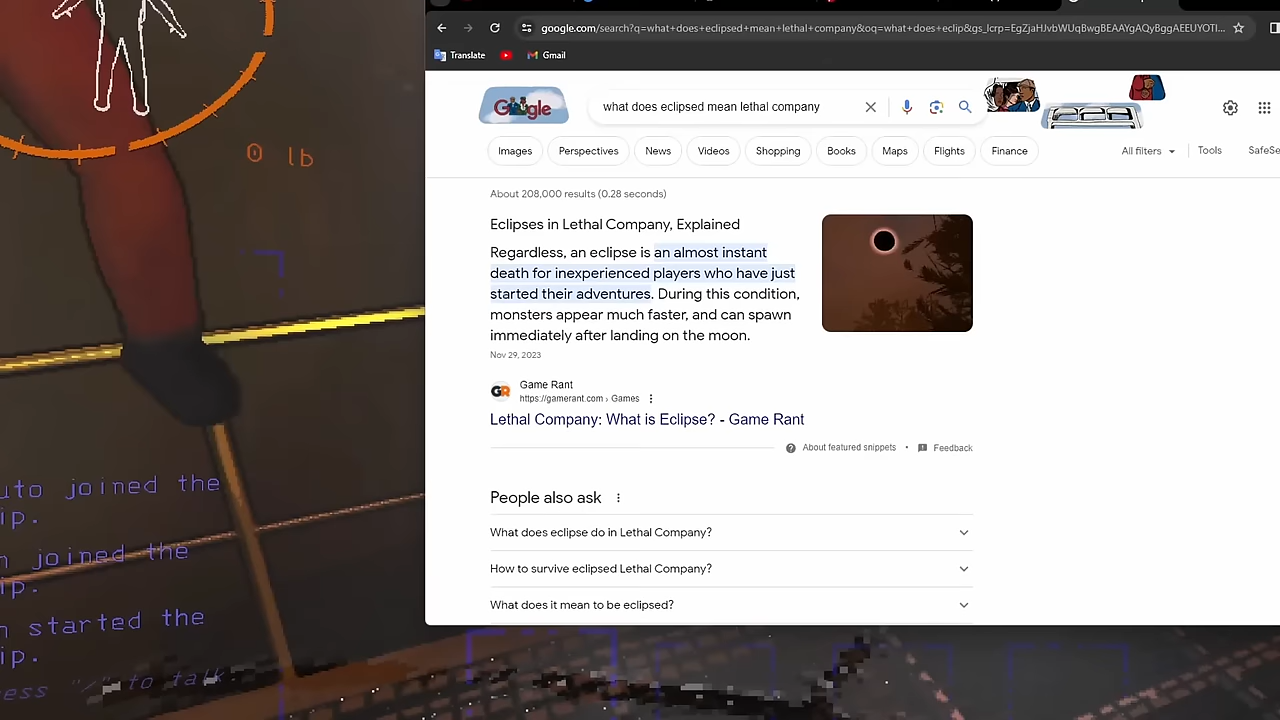 google.com/search?q=what+does+eclipsed+mean+lethal+company&oq=what+does+eclip&gs_lcrp=EgZjaHJvbWUqBwgBEAAYgAQyBggAEEUYOTI...
Translate
Gmail
Google
what does eclipsed mean lethal company
Images
Perspectives
News
Videos
Shopping
Books
Maps
Flights
Finance
All filters
Tools
SafeSe
About 208,000 results (0.28 seconds)
Eclipses in Lethal Company, Explained
Regardless, an eclipse is an almost instant
death for inexperienced players who have just
started their adventures. During this condition,
monsters appear much faster, and can spawn
immediately after landing on the moon.
Nov 29, 2023
GR
Game Rant
https://gamerant.com › Games
Lethal Company: What is Eclipse? - Game Rant
About featured snippets
•
Feedback
People also ask
What does eclipse do in Lethal Company?
How to survive eclipsed Lethal Company?
What does it mean to be eclipsed?
0 lb
uto joined the
ip.
n joined the
ip.
n started the
ip.
ess "/" to talk.